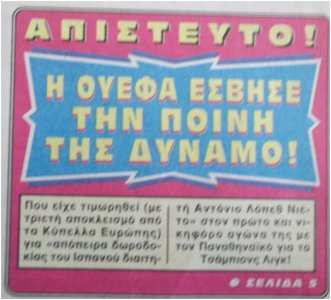 ΑΠΙΣΤΕΥΤΟ!
Η ΟΥΕΦΑ ΕΣΒΗΣΕ
ΤΗΝ ΠΟΙΝΗ
ΤΗΣ ΔΥΝΑΜΟ!
Που είχε τιμωρηθεί (με
τριετή αποκλεισμό από
τα Κύπελλα Ευρώπης)
για «απόπειρα δωροδο-
κίας του Ισπανού διαιτη-
τή Αντόνιο Λόπεθ Νιέ-
το» στον πρώτο και νι-
κηφόρο αγώνα της με
τον Παναθηναϊκό για το
Τσάμπιονς Λιγκ!
ΣΕΛΙΔΑ 5